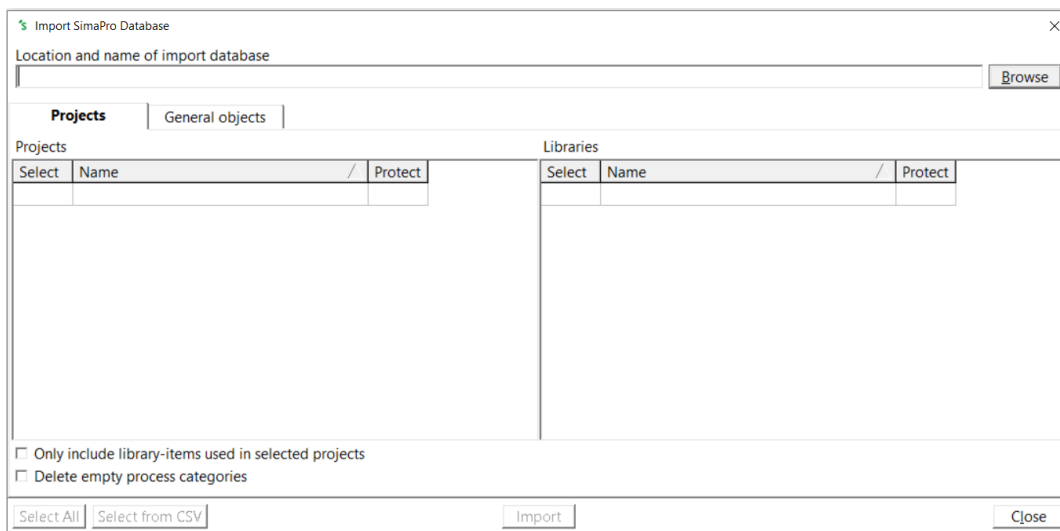 Import SimaPro Database
Location and name of import database
Browse
Projects General objects
Projects Libraries
Select Name Protect Select Name Protect
Only include library-items used in selected projects
Delete empty process categories
Select All Select from CSV Import Close